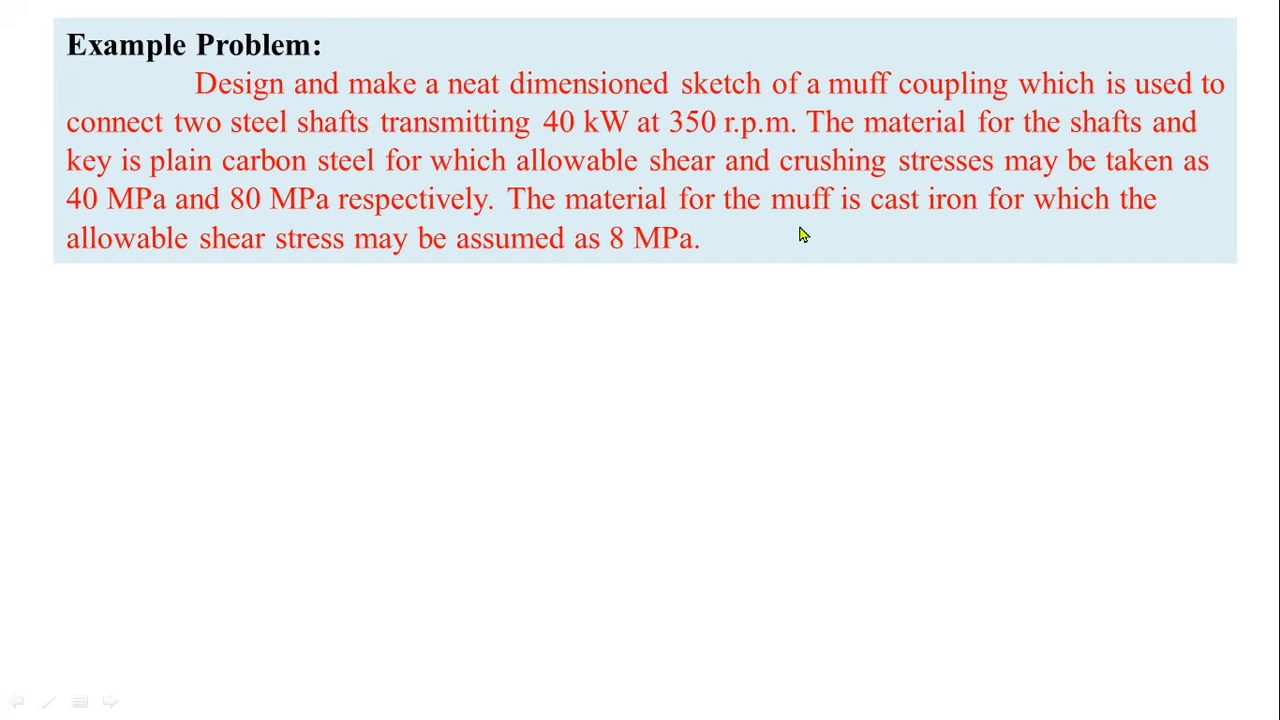 Example Problem:
Design and make a neat dimensioned sketch of a muff coupling which is used to
connect two steel shafts transmitting 40 kW at 350 r.p.m. The material for the shafts and
key is plain carbon steel for which allowable shear and crushing stresses may be taken as
40 MPa and 80 MPa respectively. The material for the muff is cast iron for which the
allowable shear stress may be assumed as 8 MPa.